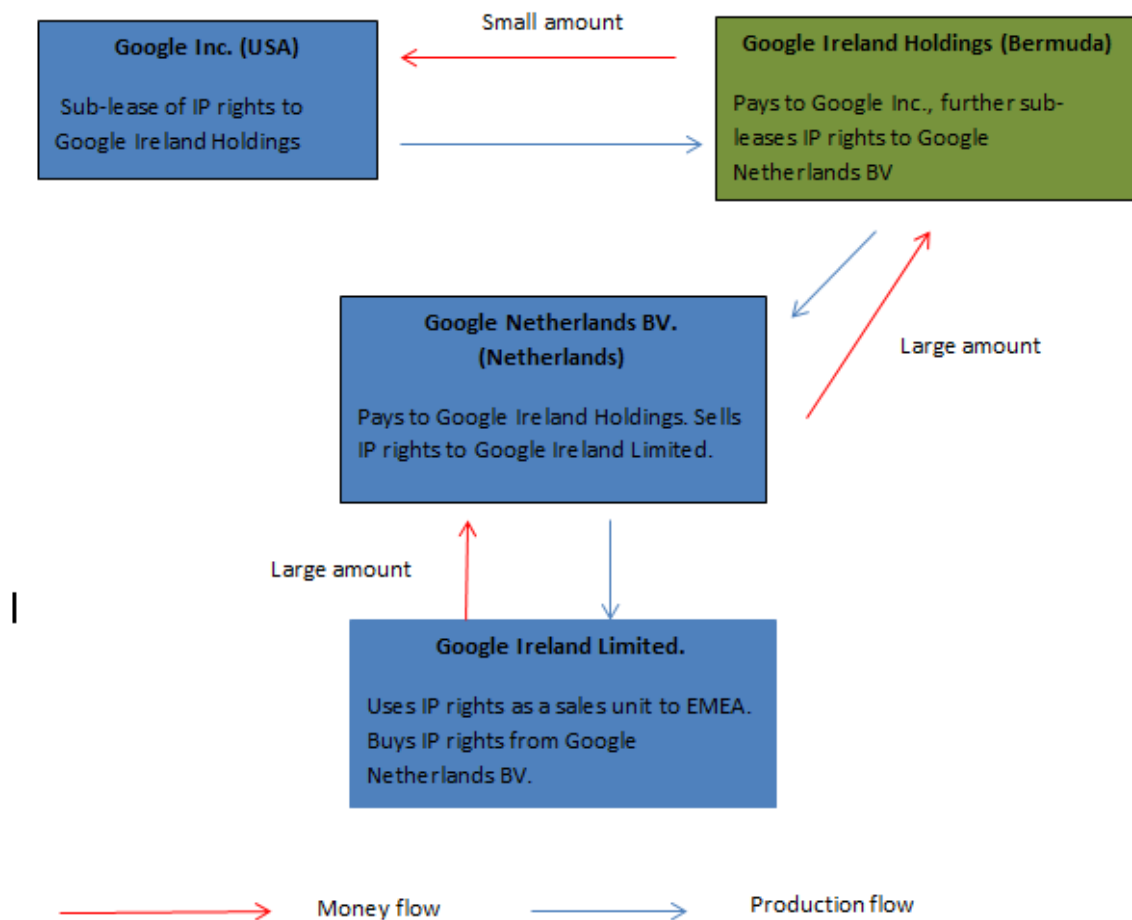 Small amount
Google Inc. (USA)
Sub-lease of IP rights to
Google Ireland Holdings
Google Ireland Holdings (Bermuda)
Pays to Google Inc., further sub-
leases IP rights to Google
Netherlands BV
Google Netherlands BV.
(Netherlands)
Pays to Google Ireland Holdings. Sells
IP rights to Google Ireland Limited.
Large amount
Large amount
Google Ireland Limited.
Uses IP rights as a sales unit to EMEA.
Buys IP rights from Google
Netherlands BV.
Money flow
Production flow